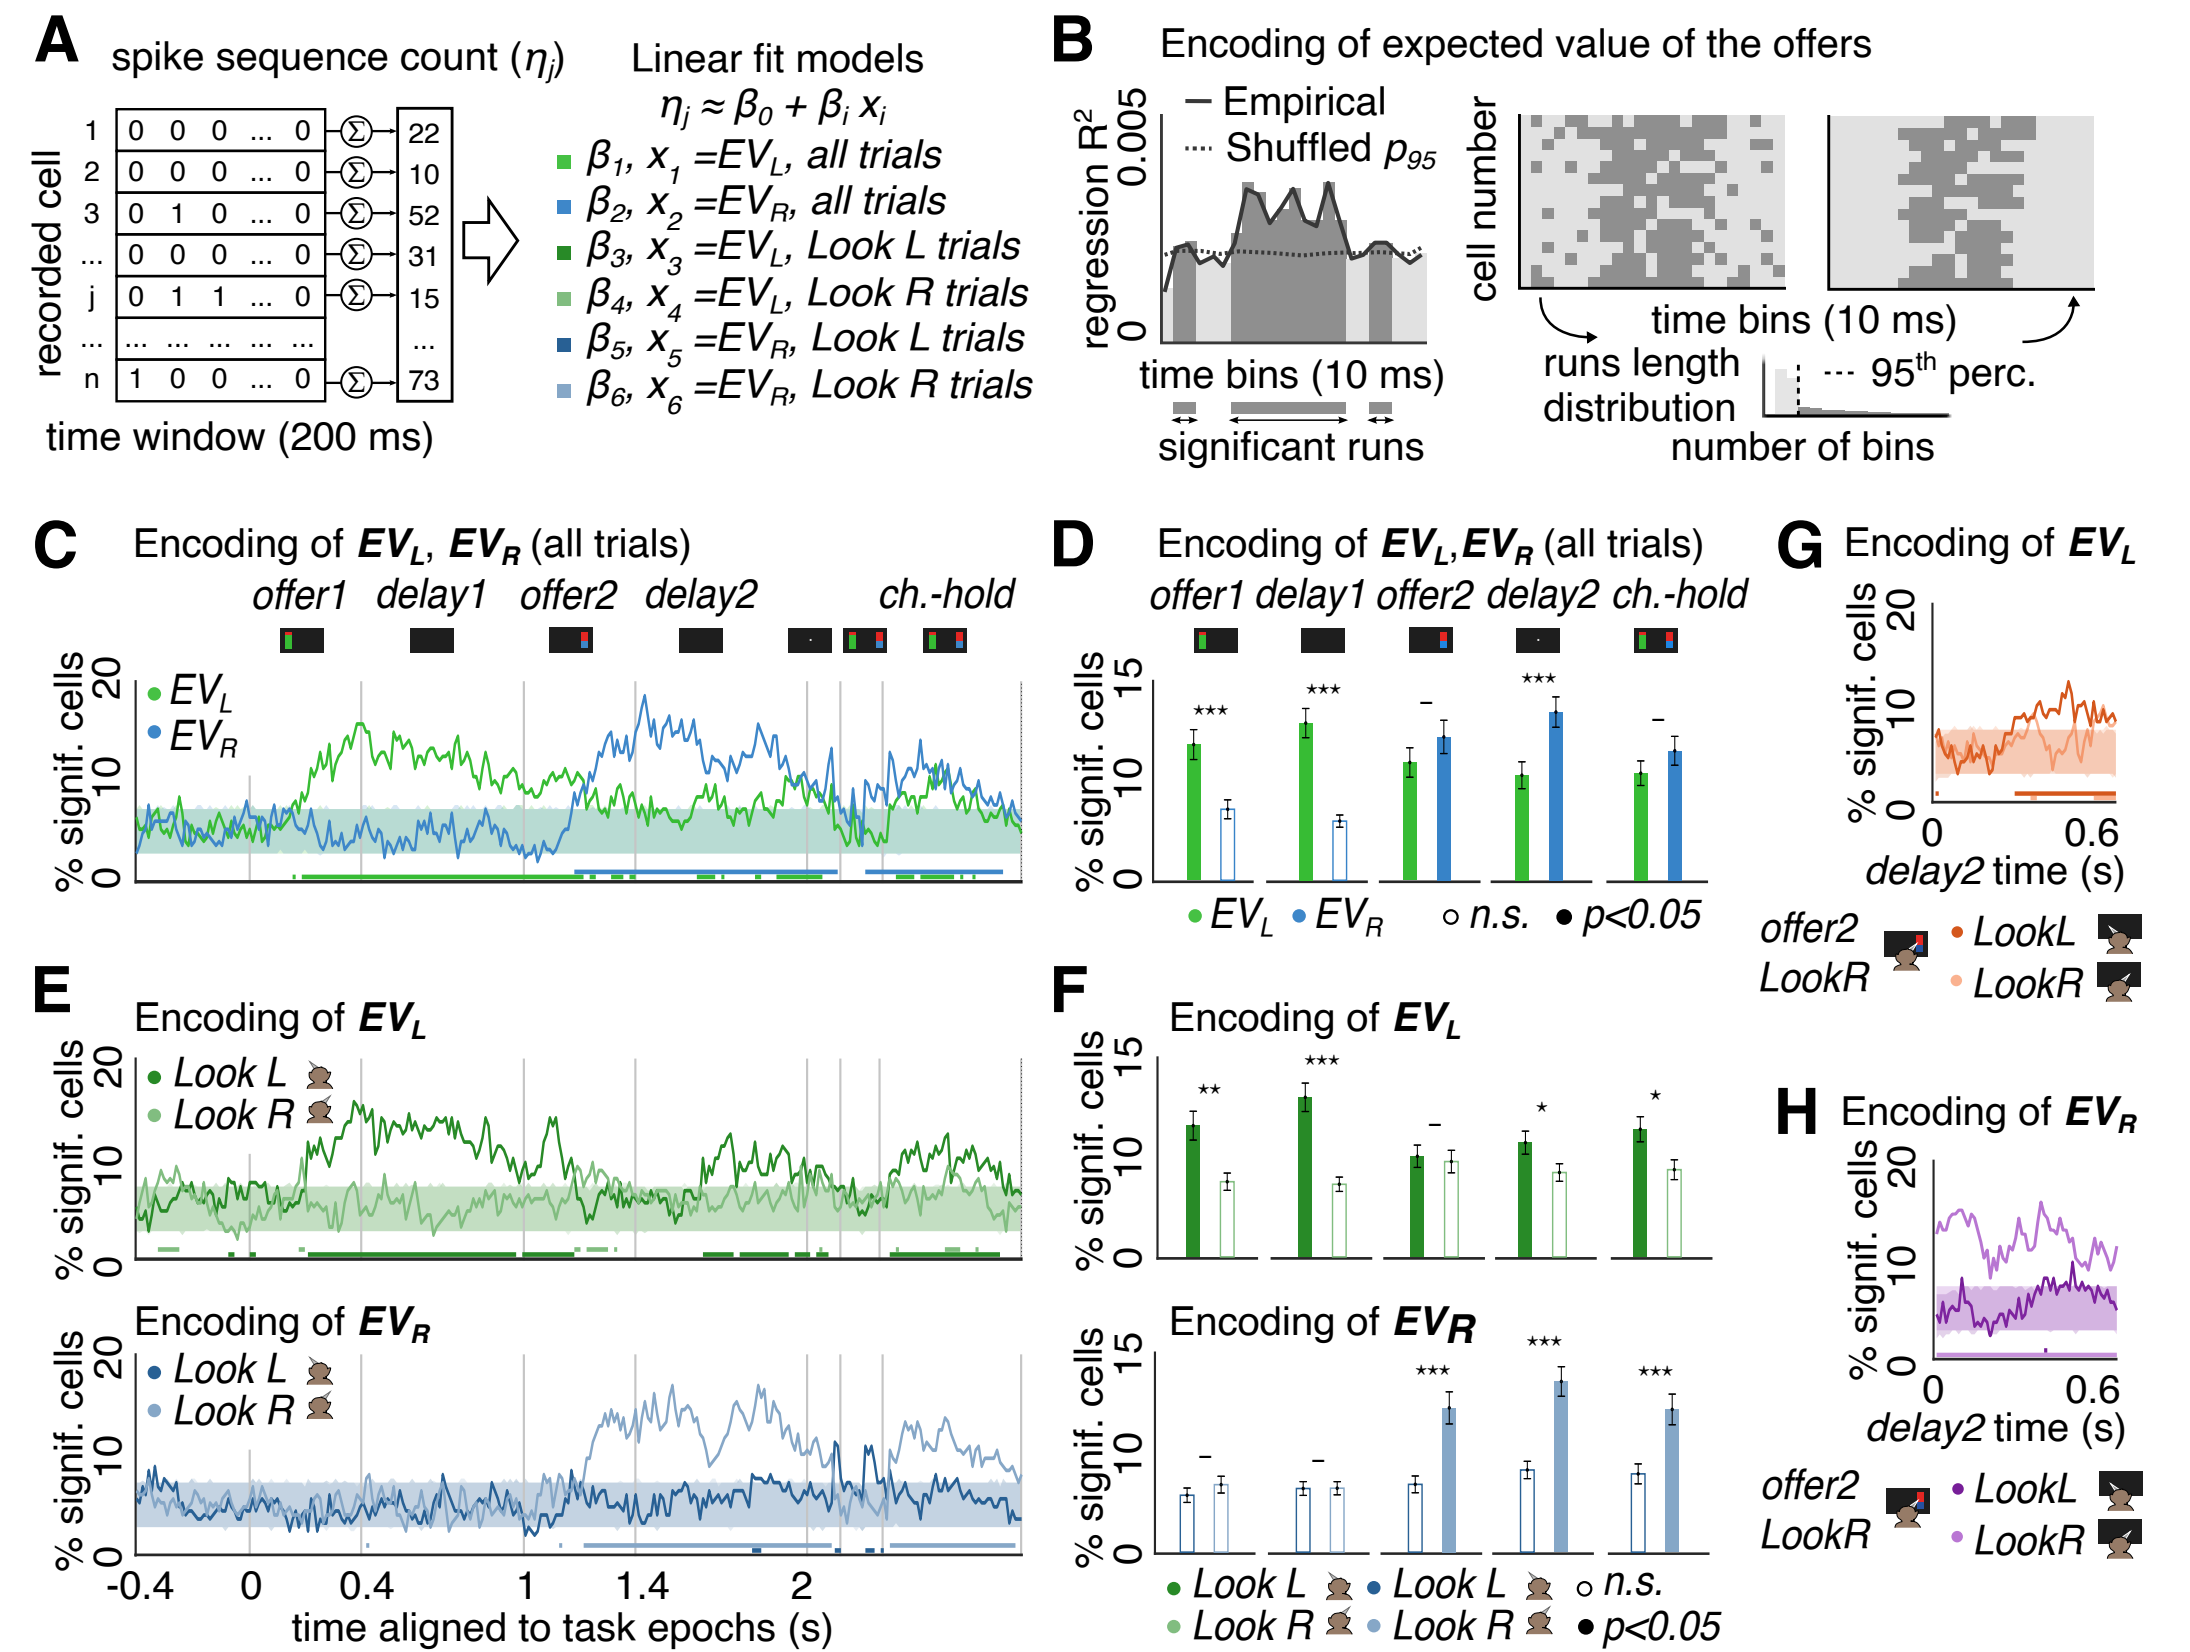 A
spike sequence count (ηj)
Linear fit models
ηj ≈ β0 + βi xi
recorded cell
1 0 0 0 ... 0 Σ 22
2 0 0 0 ... 0 Σ 10
3 0 1 0 ... 0 Σ 52
... 0 0 0 ... 0 Σ 31
j 0 1 1 ... 0 Σ 15
... ... ... ... ... ... ...
n 1 0 0 ... 0 Σ 73
time window (200 ms)
β1, x1 =EVL, all trials
β2, x2 =EVR, all trials
β3, x3 =EVL, Look L trials
β4, x4 =EVL, Look R trials
β5, x5 =EVR, Look L trials
β6, x6 =EVR, Look R trials
B
Encoding of expected value of the offers
regression R²
0.005
0
Empirical
Shuffled p95
time bins (10 ms)
significant runs
cell number
time bins (10 ms)
runs length
distribution
95th perc.
number of bins
C
Encoding of EVL, EVR (all trials)
offer1 delay1 offer2 delay2 ch.-hold
% signif. cells
20
10
0
EVL
EVR
D
Encoding of EVL,EVR (all trials)
offer1 delay1 offer2 delay2 ch.-hold
% signif. cells
15
10
0
*** *** – *** –
EVL EVR n.s. p<0.05
E
Encoding of EVL
% signif. cells
20
10
0
Look L
Look R
Encoding of EVR
% signif. cells
20
10
0
Look L
Look R
-0.4 0 0.4 1 1.4 2
time aligned to task epochs (s)
F
Encoding of EVL
% signif. cells
15
10
0
** *** – * *
Encoding of EVR
% signif. cells
15
10
0
– – *** *** ***
Look L Look L n.s.
Look R Look R p<0.05
G
Encoding of EVL
% signif. cells
20
10
0
0 0.6
delay2 time (s)
offer2
LookR
LookL
LookR
H
Encoding of EVR
% signif. cells
20
10
0
0 0.6
delay2 time (s)
offer2
LookR
LookL
LookR